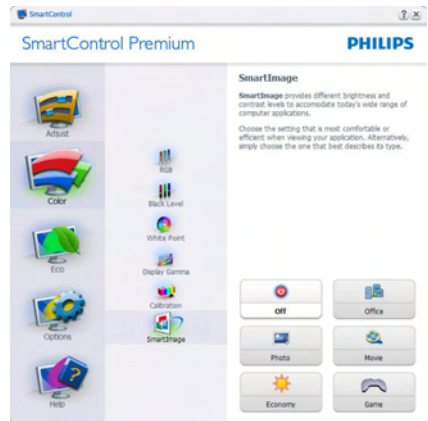 SmartControl
SmartControl Premium
PHILIPS
Adjust
Color
Eco
Options
Help
RGB
Black Level
White Point
Display Gamma
Calibration
SmartImage
SmartImage
SmartImage provides different brightness and
contrast levels to accomodate today's wide range of
computer applications.
Choose the setting that is most comfortable or
efficient when viewing your application. Alternatively,
simply choose the one that best describes its type.
Off
Office
Photo
Movie
Economy
Game